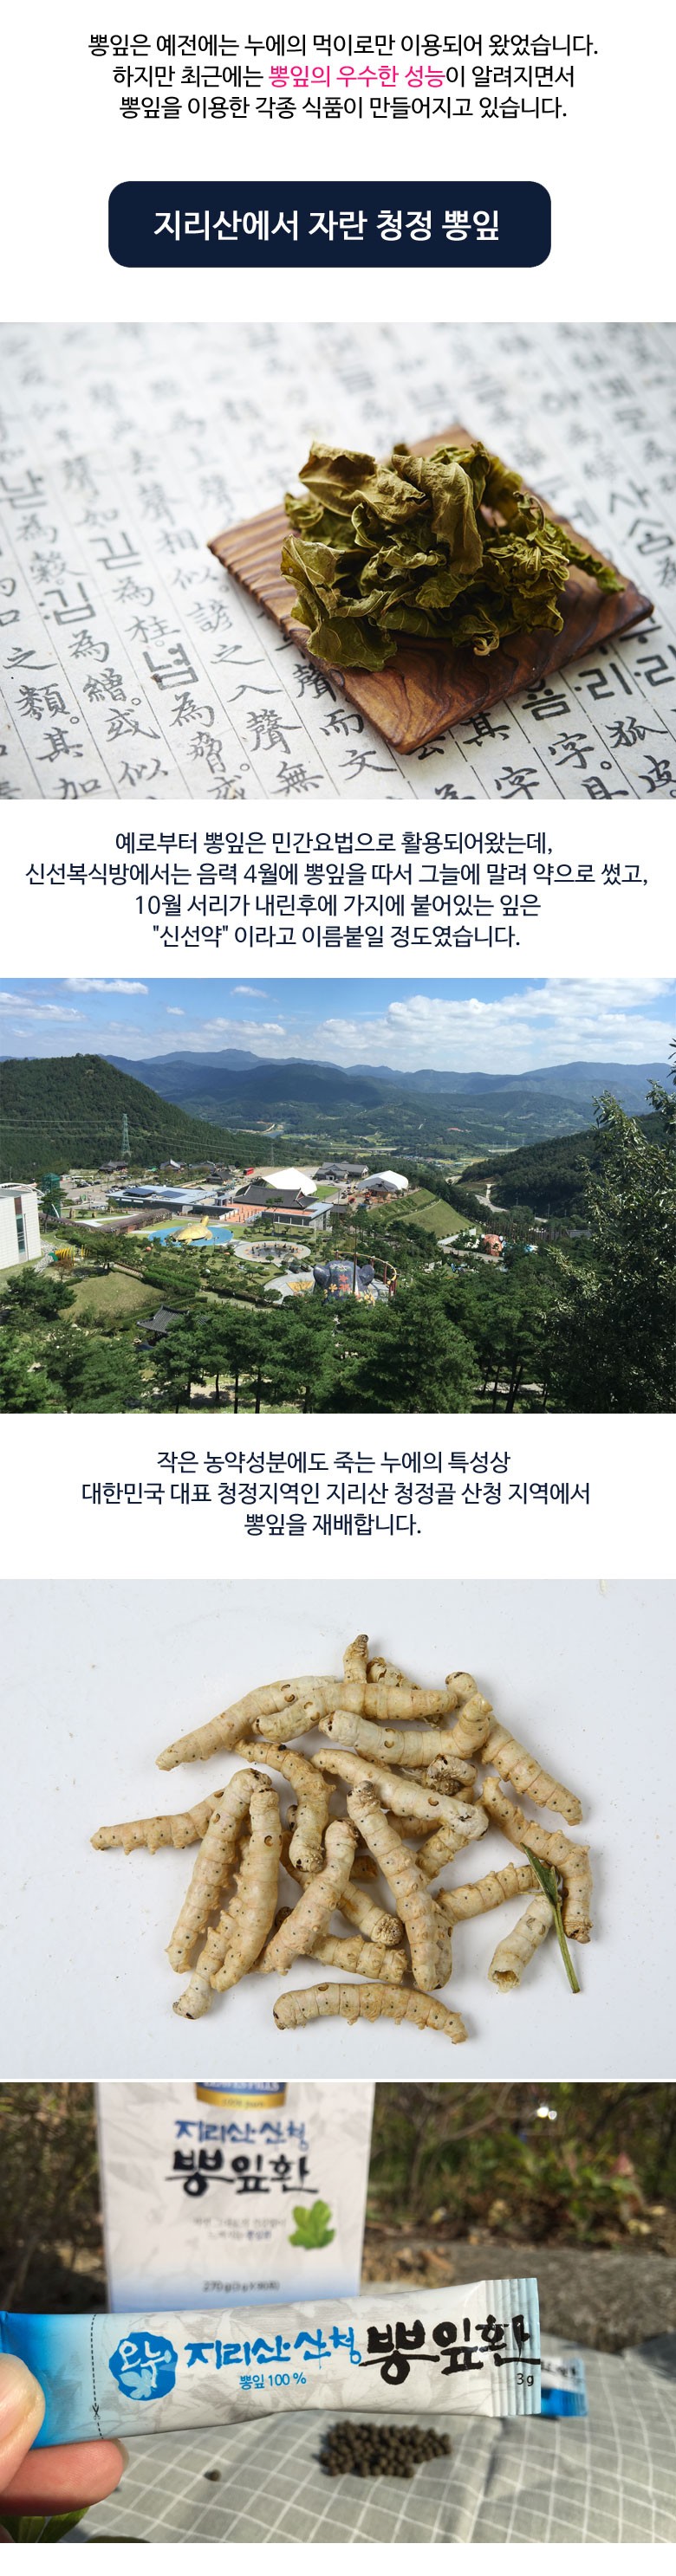 뽕잎은 예전에는 누에의 먹이로만 이용되어 왔었습니다.
하지만 최근에는 뽕잎의 우수한 성능이 알려지면서
뽕잎을 이용한 각종 식품이 만들어지고 있습니다.
지리산에서 자란 청정 뽕잎
예로부터 뽕잎은 민간요법으로 활용되어왔는데,
신선복식방에서는 음력 4월에 뽕잎을 따서 그늘에 말려 약으로 썼고,
10월 서리가 내린후에 가지에 붙어있는 잎은
"신선약" 이라고 이름붙일 정도였습니다.
작은 농약성분에도 죽는 누에의 특성상
대한민국 대표 청정지역인 지리산 청정골 산청 지역에서
뽕잎을 재배합니다.
지리산 산청
뽕잎환
지리산 산청 뽕잎환
뽕잎 100 %
3g